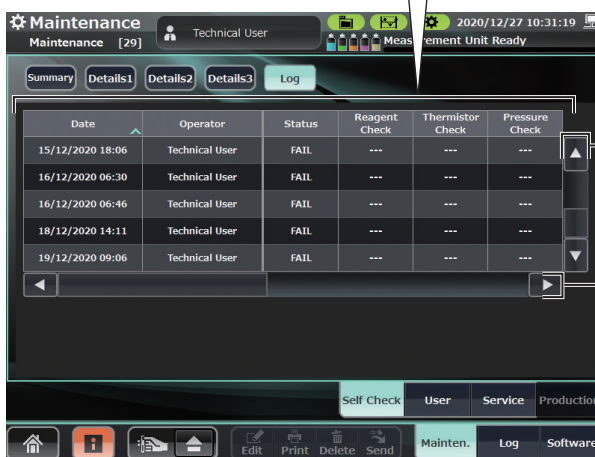 Maintenance
Maintenance [29]
Technical User
2020/12/27 10:31:19
Measurement Unit Ready
Summary Details1 Details2 Details3 Log
Date Operator Status Reagent Check Thermistor Check Pressure Check
15/12/2020 18:06 Technical User FAIL --- --- ---
16/12/2020 06:30 Technical User FAIL --- --- ---
16/12/2020 06:46 Technical User FAIL --- --- ---
18/12/2020 14:11 Technical User FAIL --- --- ---
19/12/2020 09:06 Technical User FAIL --- --- ---
Self Check User Service Productio
i Edit Print Delete Send Mainten. Log Software